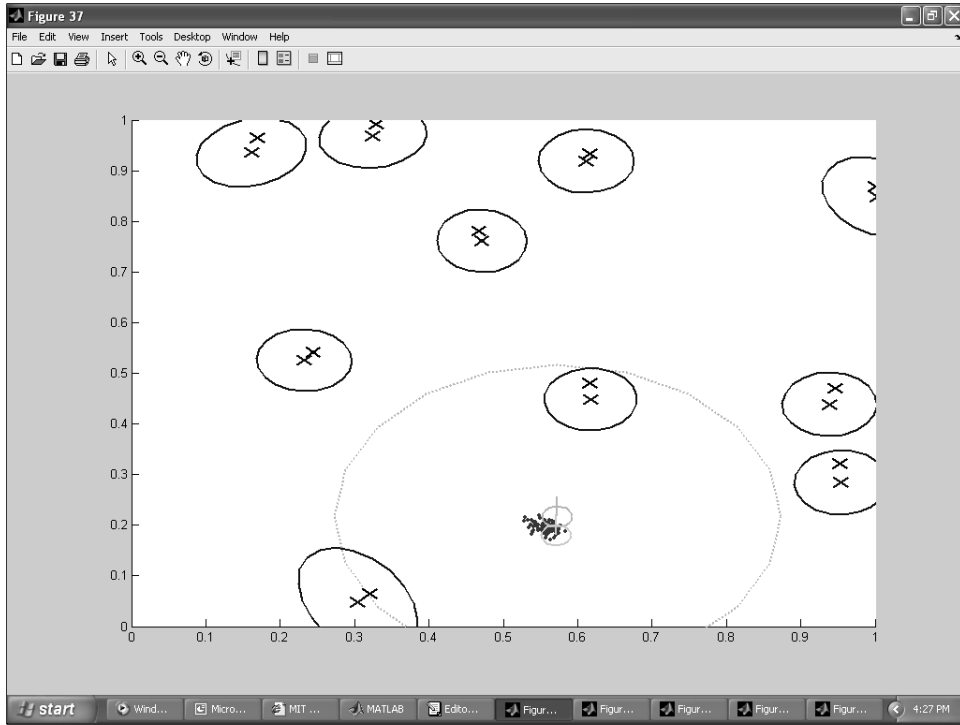 Figure 37
File Edit View Insert Tools Desktop Window Help
1
0.9
0.8
0.7
0.6
0.5
0.4
0.3
0.2
0.1
0
0 0.1 0.2 0.3 0.4 0.5 0.6 0.7 0.8 0.9 1
start Wind... Micro... MIT ... MATLAB Edito... Figur... Figur... Figur... Figur... Figur... 4:27 PM